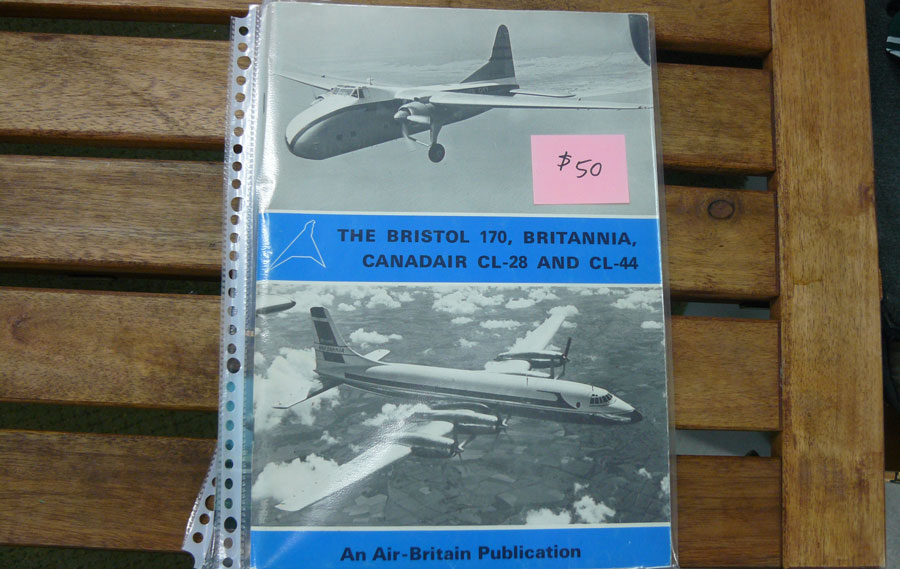 $50
THE BRISTOL 170, BRITANNIA,
CANADAIR CL-28 AND CL-44
An Air-Britain Publication